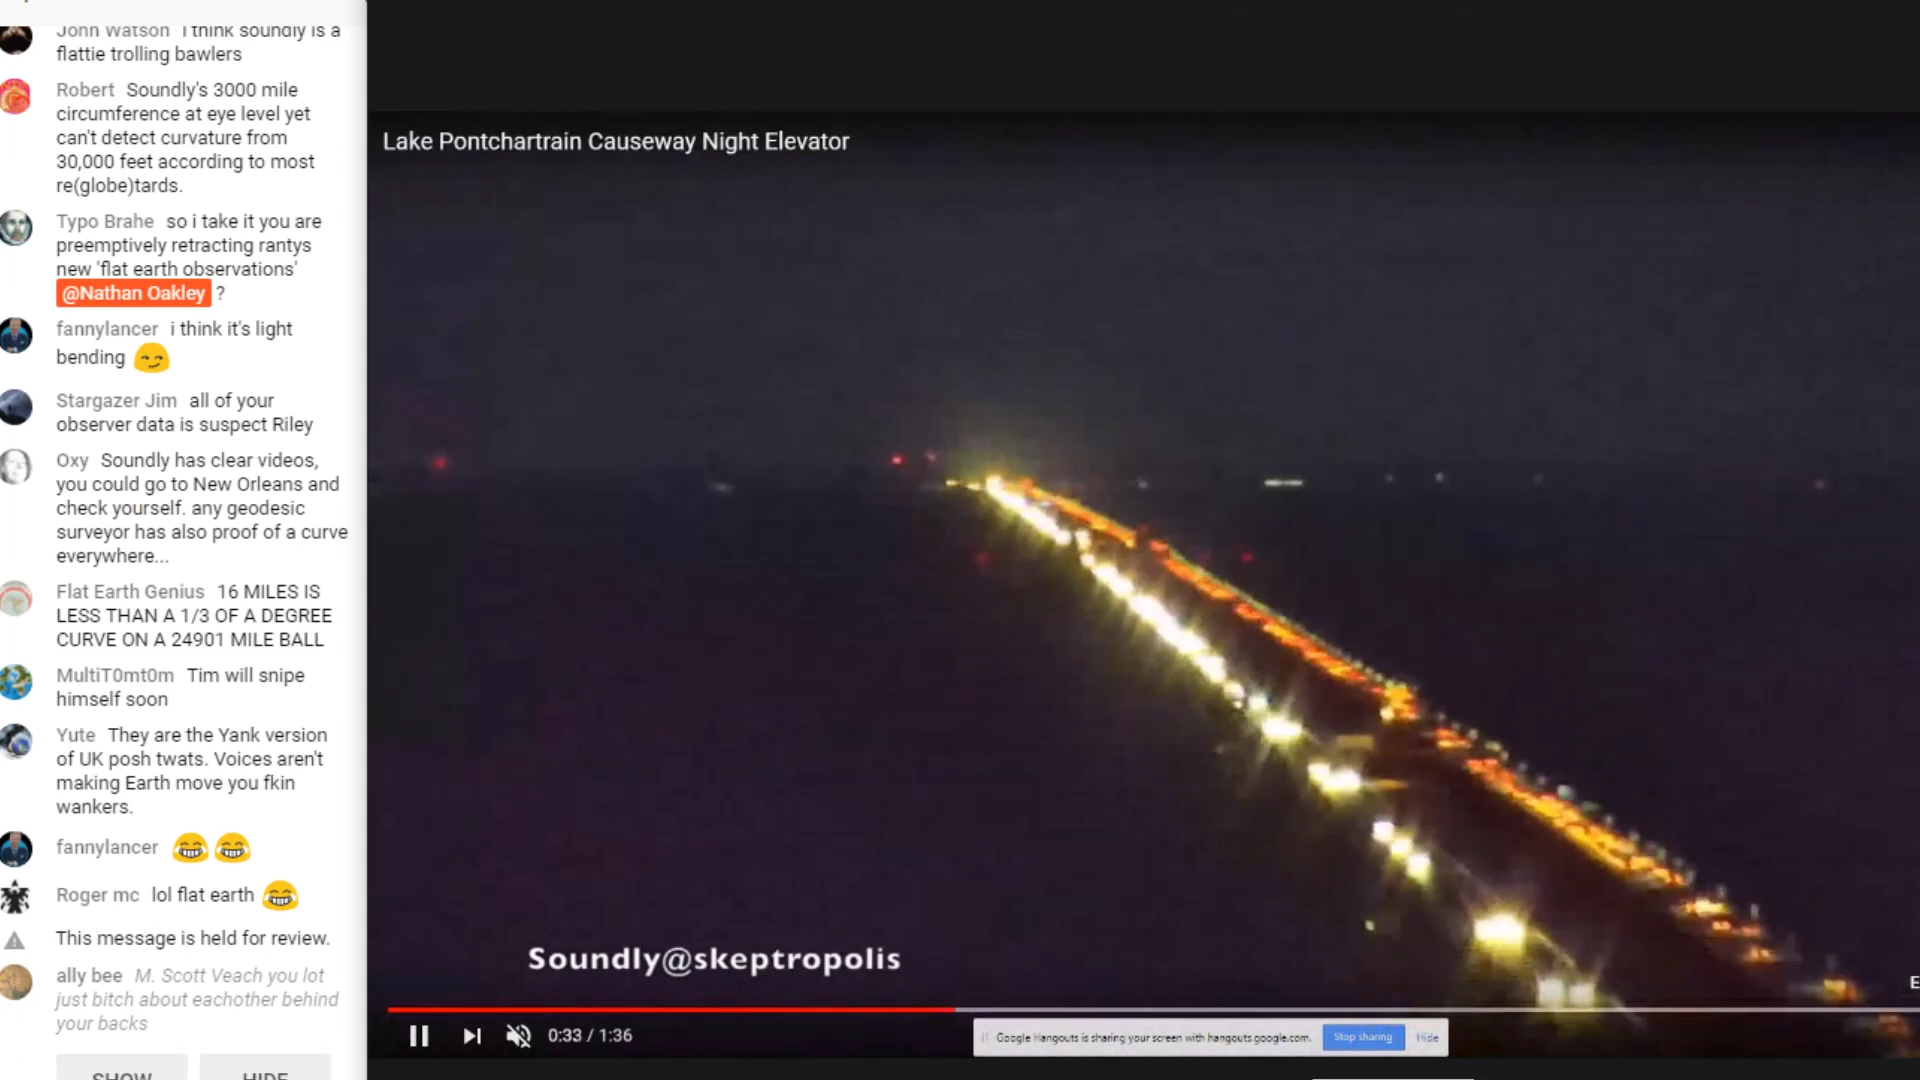 John Watson I think soundly is a
flattie trolling bawlers
Robert Soundly's 3000 mile
circumference at eye level yet
can't detect curvature from
30,000 feet according to most
re(globe)tards.
Typo Brahe so i take it you are
preemptively retracting rantys
new 'flat earth observations'
@Nathan Oakley ?
fannylancer i think it's light
bending
Stargazer Jim all of your
observer data is suspect Riley
Oxy Soundly has clear videos,
you could go to New Orleans and
check yourself. any geodesic
surveyor has also proof of a curve
everywhere...
Flat Earth Genius 16 MILES IS
LESS THAN A 1/3 OF A DEGREE
CURVE ON A 24901 MILE BALL
MultiT0mt0m Tim will snipe
himself soon
Yute They are the Yank version
of UK posh twats. Voices aren't
making Earth move you fkin
wankers.
fannylancer
Roger mc lol flat earth
This message is held for review.
ally bee M. Scott Veach you lot
just bitch about eachother behind
your backs
SHOW HIDE
Lake Pontchartrain Causeway Night Elevator
Soundly@skeptropolis
0:33 / 1:36
Google Hangouts is sharing your screen with hangouts.google.com. Stop sharing Hide